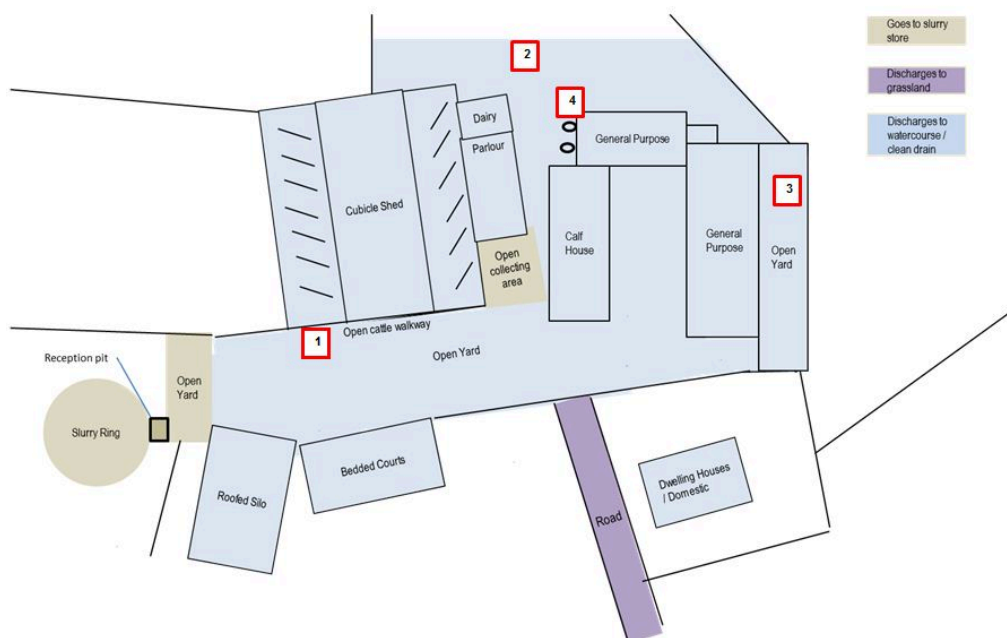 Goes to slurry
store
Discharges to
grassland
Discharges to
watercourse /
clean drain
2
4
3
1
Dairy
Parlour
General Purpose
Cubicle Shed
Calf
House
General
Purpose
Open
Yard
Open
collecting
area
Open cattle walkway
Open Yard
Reception pit
Open
Yard
Slurry Ring
Roofed Silo
Bedded Courts
Road
Dwelling Houses
/ Domestic